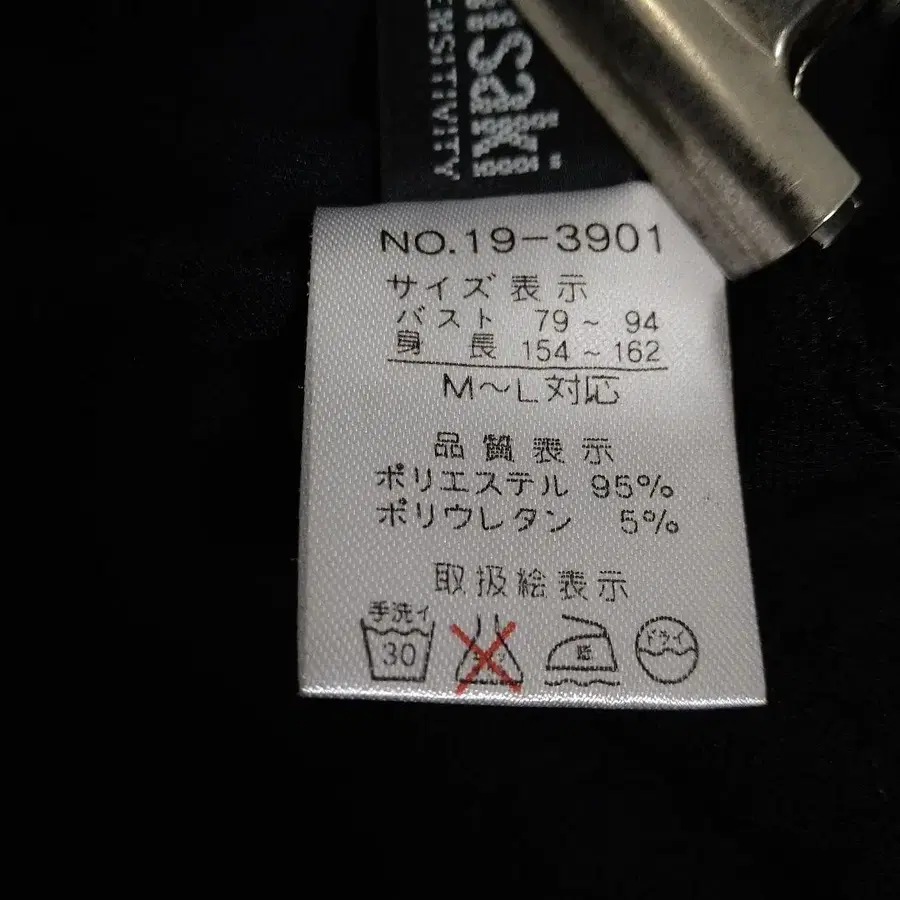 saki
ERSITIVITY
NO.19-3901
サイズ表示
バスト 79~ 94
身 長 154~162
M〜L対応
品質表示
ポリエステル 95%
ポリウレタン 5%
取扱絵表示
手洗イ
30
ドライ